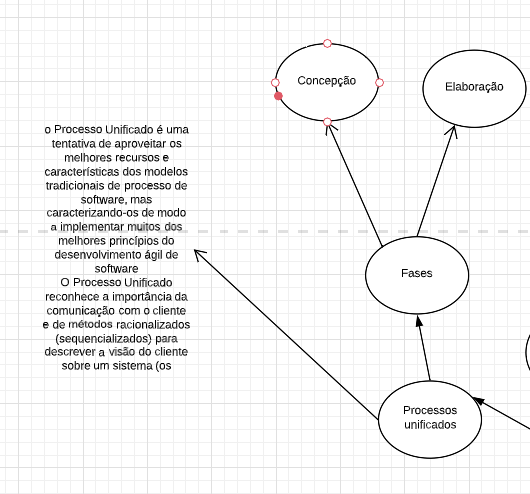 Concepção
Elaboração
o Processo Unificado é uma
tentativa de aproveitar os
melhores recursos e
características dos modelos
tradicionais de processo de
software, mas
caracterizando-os de modo
a implementar muitos dos
melhores princípios do
desenvolvimento ágil de
software
O Processo Unificado
reconhece a importância da
comunicação com o cliente
e de métodos racionalizados
(sequencializados) para
descrever a visão do cliente
sobre um sistema (os
Fases
Processos
unificados